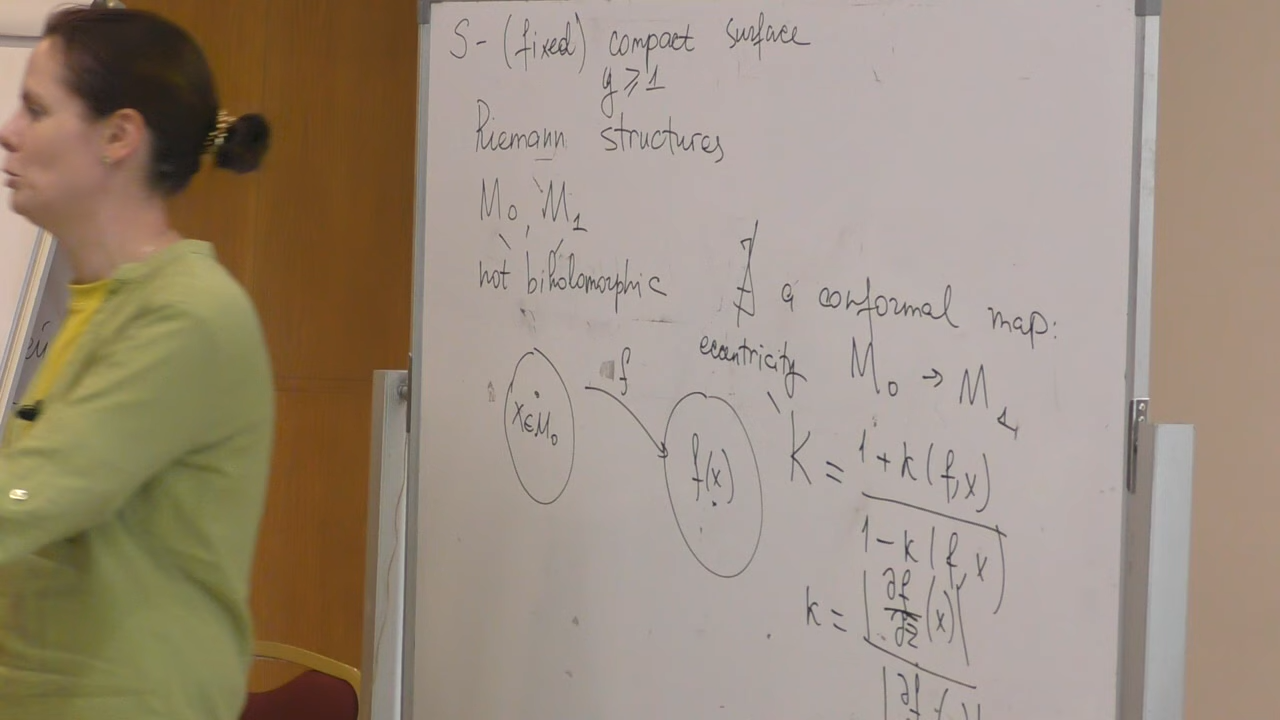 S - (fixed) compact surface
g ≥ 1
Riemann structures
M₀, M₁
not biholomorphic
∄ a conformal map:
M₀ → M₁
eccentricity
f
x ∈ M₀
f(x)
K = (1 + k(f,x)) / (1 - k(f,x))
k = |∂f/∂z̄ (x)| / |∂f